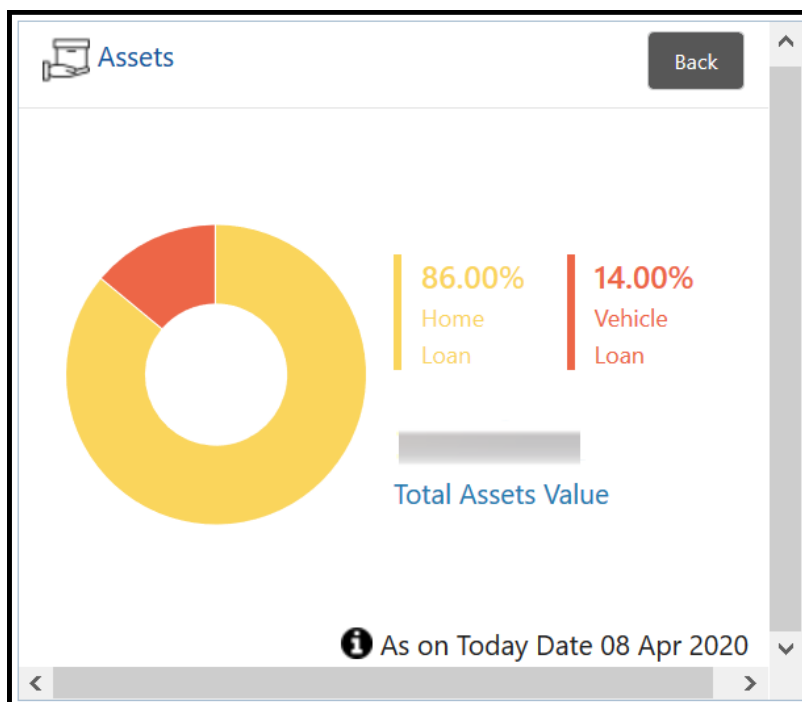 Assets
Back
86.00%
Home
Loan
14.00%
Vehicle
Loan
Total Assets Value
As on Today Date 08 Apr 2020